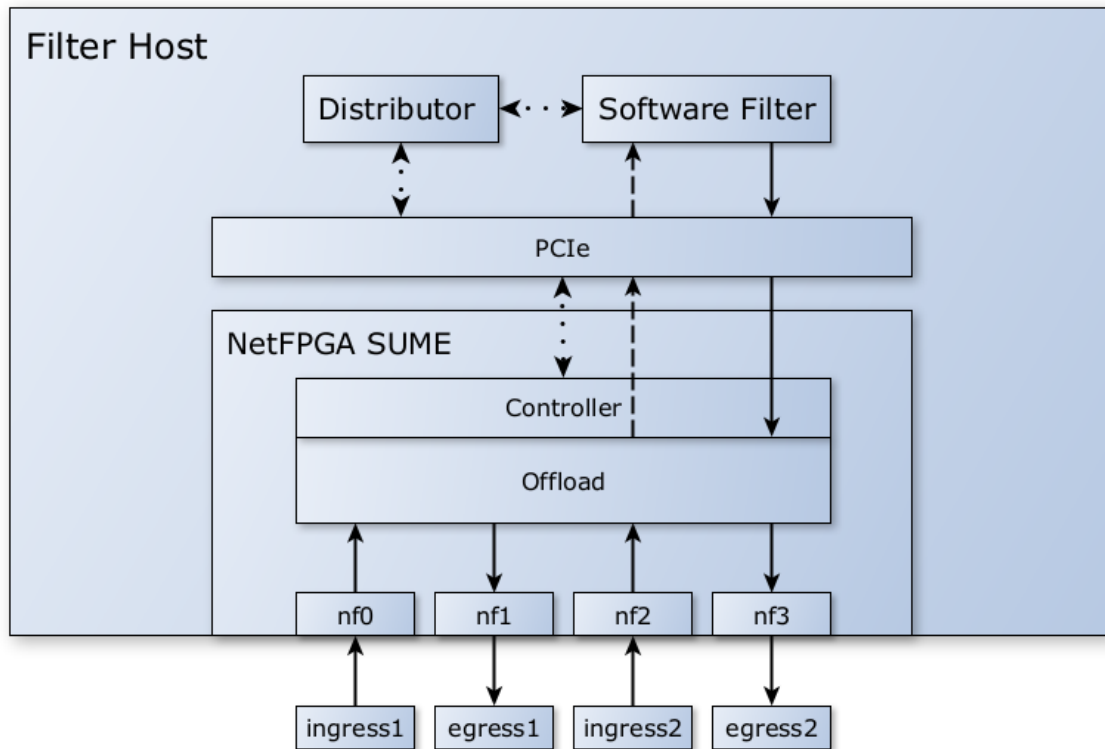 Filter Host
Distributor
Software Filter
PCIe
NetFPGA SUME
Controller
Offload
nf0
nf1
nf2
nf3
ingress1
egress1
ingress2
egress2